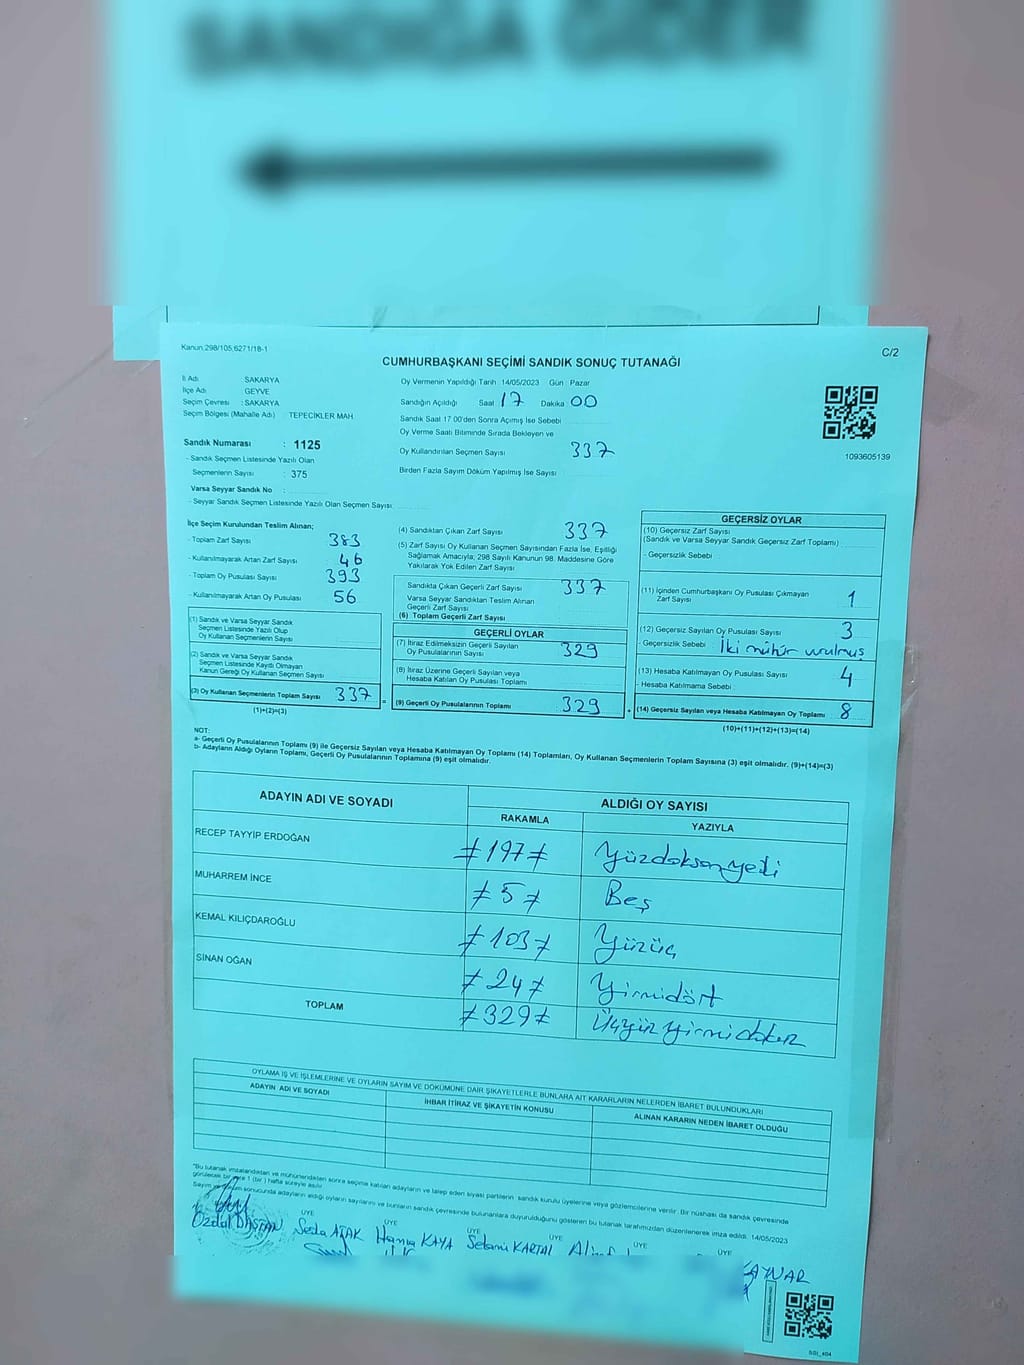 SANDIĞA GİDER
Kanun,298/105,6271/18-1
C/2
CUMHURBAŞKANI SEÇİMİ SANDIK SONUÇ TUTANAĞI
İl Adı SAKARYA
İlçe Adı GEYVE
Seçim Çevresi : SAKARYA
Seçim Bölgesi (Mahalle Adı) TEPECİKLER MAH.
Oy Vermenin Yapıldığı Tarih 14/05/2023 Gün Pazar
Sandığın Açıldığı Saat 17 Dakika 00
Sandık Saat 17 00'den Sonra Açımış İse Sebebi
Oy Verme Saati Bitiminde Sırada Bekleyen ve
Oy Kullandırılan Seçmen Sayısı 337
Birden Fazla Sayım Döküm Yapılmış İse Sayısı
1093605139
Sandık Numarası : 1125
- Sandık Seçmen Listesinde Yazılı Olan
Seçmenlerin Sayısı : 375
Varsa Seyyar Sandık No :
- Seyyar Sandık Seçmen Listesinde Yazılı Olan Seçmen Sayısı
İlçe Seçim Kurulundan Teslim Alınan;
- Toplam Zarf Sayısı 383
- Kullanılmayarak Artan Zarf Sayısı 46
- Toplam Oy Pusulası Sayısı 393
- Kullanılmayarak Artan Oy Pusulası 56
(1) Sandık ve Varsa Seyyar Sandık
Seçmen Listesinde Yazılı Olup
Oy Kullanan Seçmenlerin Sayısı
(2) Sandık ve Varsa Seyyar Sandık
Seçmen Listesinde Kayıtlı Olmayan
Kanun Gereği Oy Kullanan Seçmen Sayısı
(3) Oy Kullanan Seçmenlerin Toplam Sayısı 337
(1)+(2)=(3)
(4) Sandıktan Çıkan Zarf Sayısı 337
(5) Zarf Sayısı Oy Kullanan Seçmen Sayısından Fazla İse, Eşitliği
Sağlamak Amacıyla; 298 Sayılı Kanunun 98. Maddesine Göre
Yakılarak Yok Edilen Zarf Sayısı
Sandıkta Çıkan Geçerli Zarf Sayısı 337
Varsa Seyyar Sandıktan Teslim Alınan
Geçerli Zarf Sayısı
(6) Toplam Geçerli Zarf Sayısı
GEÇERLİ OYLAR
(7) İtiraz Edilmeksizin Geçerli Sayılan
Oy Pusulalarının Sayısı 329
(8) İtiraz Üzerine Geçerli Sayılan veya
Hesaba Katılan Oy Pusulası Toplamı
(9) Geçerli Oy Pusulalarının Toplamı 329
GEÇERSİZ OYLAR
(10) Geçersiz Zarf Sayısı
(Sandık ve Varsa Seyyar Sandık Geçersiz Zarf Toplamı)
- Geçersizlik Sebebi
(11) İçinden Cumhurbaşkanı Oy Pusulası Çıkmayan
Zarf Sayısı 1
(12) Geçersiz Sayılan Oy Pusulası Sayısı 3
- Geçersizlik Sebebi İki mühür vurulmuş
(13) Hesaba Katılmayan Oy Pusulası Sayısı 4
- Hesaba Katılmama Sebebi
(14) Geçersiz Sayılan veya Hesaba Katılmayan Oy Toplamı 8
(10)+(11)+(12)+(13)=(14)
NOT:
a- Geçerli Oy Pusulalarının Toplamı (9) ile Geçersiz Sayılan veya Hesaba Katılmayan Oy Toplamı (14) Toplamları, Oy Kullanan Seçmenlerin Toplam Sayısına (3) eşit olmalıdır. (9)+(14)=(3)
b- Adayların Aldığı Oyların Toplamı, Geçerli Oy Pusulalarının Toplamına (9) eşit olmalıdır.
ADAYIN ADI VE SOYADI ALDIĞI OY SAYISI
RAKAMLA YAZIYLA
RECEP TAYYİP ERDOĞAN ≠197≠ Yüzdoksanyedi
MUHARREM İNCE ≠5≠ Beş
KEMAL KILIÇDAROĞLU ≠103≠ Yüzüç
SİNAN OĞAN ≠24≠ Yirmidört
TOPLAM ≠329≠ Üçyüzyirmidokuz
OYLAMA İŞ VE İŞLEMLERİNE VE OYLARIN SAYIM VE DÖKÜMÜNE DAİR ŞİKAYETLERLE BUNLARA AİT KARARLARIN NELERDEN İBARET BULUNDUKLARI
ADAYIN ADI VE SOYADI İHBAR İTİRAZ VE ŞİKAYETİN KONUSU ALINAN KARARIN NEDEN İBARET OLDUĞU
"Bu tutanak imzalandıktan ve mühürlendikten sonra seçime katılan adayların ve talep eden siyasi partilerin sandık kurulu üyelerine veya gözlemcilerine verilir. Bir nüshası da sandık çevresinde
görülecek bir yere 1 (bir) hafta süreyle asılır.
Sayım ve döküm sonucunda adayların aldığı oyların sayılarını ve bunların sandık çevresinde bulunanlara duyurulduğunu gösteren bu tutanak tarafımızdan düzenlenerek imza edildi. 14/05/2023
ÜYE ÜYE ÜYE ÜYE ÜYE
Özdal DASTAN Seda ATAK Hamza KAYA Selami KARTAL
KAYNAR